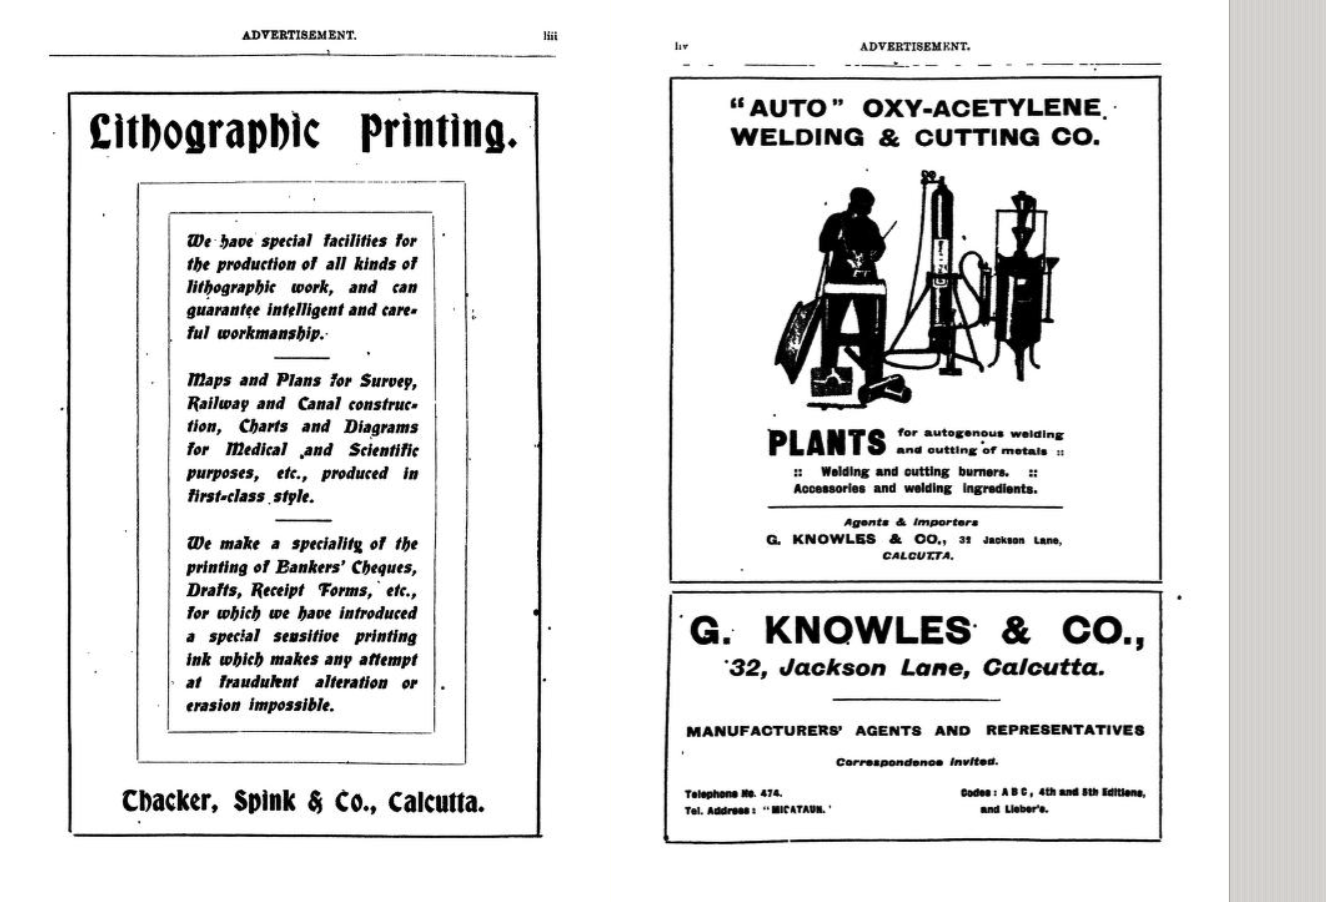 ADVERTISEMENT. liii
Lithographic Printing.
We have special facilities for
the production of all kinds of
lithographic work, and can
guarantee intelligent and care-
ful workmanship.
Maps and Plans for Survey,
Railway and Canal construc-
tion, Charts and Diagrams
for Medical and Scientific
purposes, etc., produced in
first-class style.
We make a speciality of the
printing of Bankers' Cheques,
Drafts, Receipt Forms, etc.,
for which we have introduced
a special sensitive printing
ink which makes any attempt
at fraudulent alteration or
erasion impossible.
Thacker, Spink & Co., Calcutta.
liv ADVERTISEMENT.
"AUTO" OXY-ACETYLENE
WELDING & CUTTING CO.
PLANTS for autogenous welding
and cutting of metals ::
:: Welding and cutting burners. ::
Accessories and welding ingredients.
Agents & Importers
G. KNOWLES & CO., 32 Jackson Lane,
CALCUTTA.
G. KNOWLES & CO.,
32, Jackson Lane, Calcutta.
MANUFACTURERS' AGENTS AND REPRESENTATIVES
Correspondence invited.
Telephone No. 474. Codes: A B C, 4th and 5th Editions,
Tel. Address: "MICATAUN." and Lieber's.